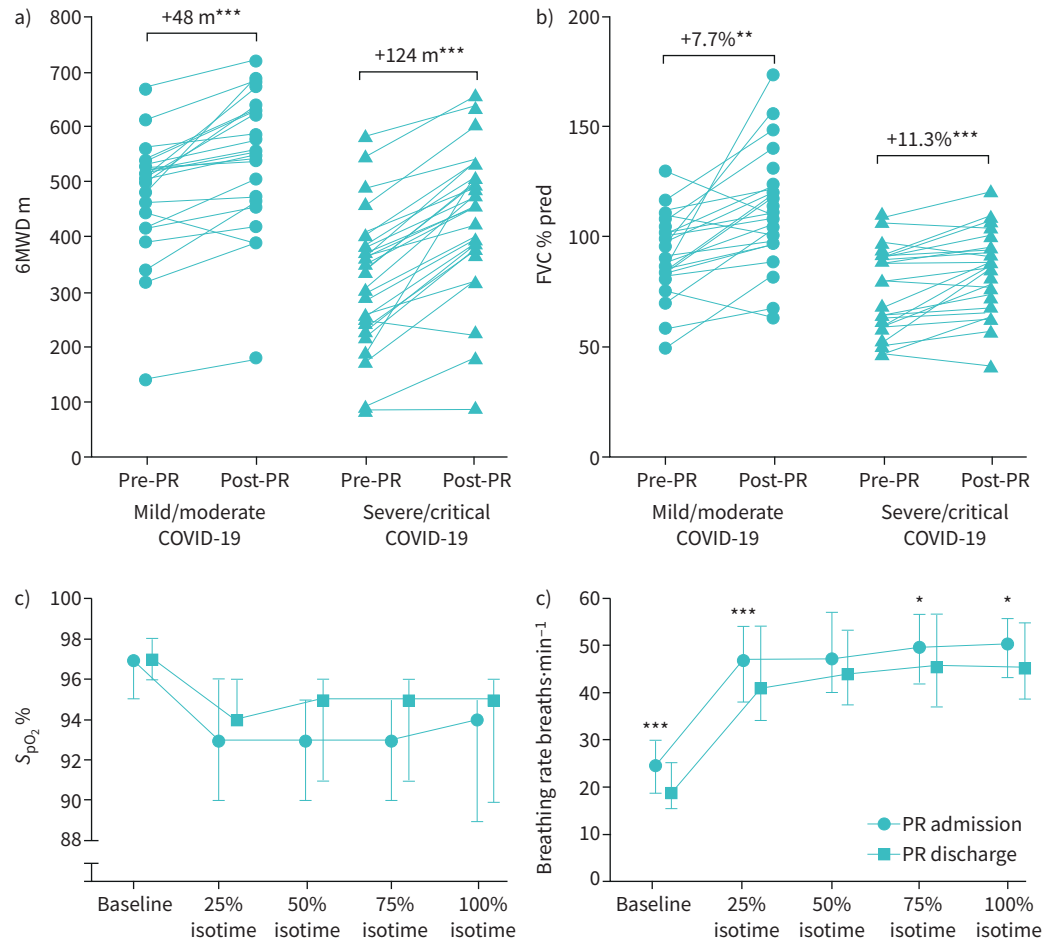 a)
800
700
600
500
400
300
200
100
0
6MWD m
+48 m***
+124 m***
Pre-PR Post-PR Pre-PR Post-PR
Mild/moderate COVID-19
Severe/critical COVID-19
b)
200
150
100
50
0
FVC % pred
+7.7%**
+11.3%***
Pre-PR Post-PR Pre-PR Post-PR
Mild/moderate COVID-19
Severe/critical COVID-19
c)
100
98
96
94
92
90
88
SpO2 %
Baseline 25% isotime 50% isotime 75% isotime 100% isotime
c)
60
50
40
30
20
10
0
Breathing rate breaths·min−1
***
***
*
*
PR admission
PR discharge
Baseline 25% isotime 50% isotime 75% isotime 100% isotime